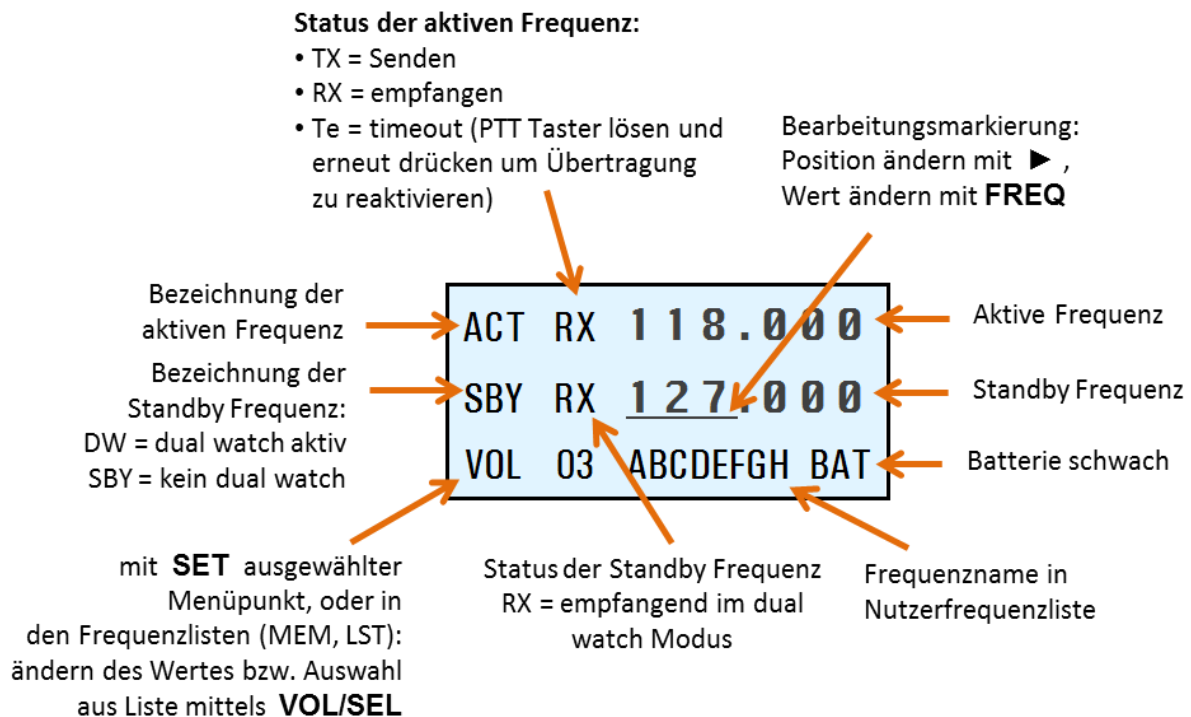 Status der aktiven Frequenz:
• TX = Senden
• RX = empfangen
• Te = timeout (PTT Taster lösen und
erneut drücken um Übertragung
zu reaktivieren)
Bearbeitungsmarkierung:
Position ändern mit ► ,
Wert ändern mit FREQ
Bezeichnung der
aktiven Frequenz
Bezeichnung der
Standby Frequenz:
DW = dual watch aktiv
SBY = kein dual watch
ACT RX 118.000
SBY RX 127.000
VOL 03 ABCDEFGH BAT
Aktive Frequenz
Standby Frequenz
Batterie schwach
mit SET ausgewählter
Menüpunkt, oder in
den Frequenzlisten (MEM, LST):
ändern des Wertes bzw. Auswahl
aus Liste mittels VOL/SEL
Status der Standby Frequenz
RX = empfangend im dual
watch Modus
Frequenzname in
Nutzerfrequenzliste